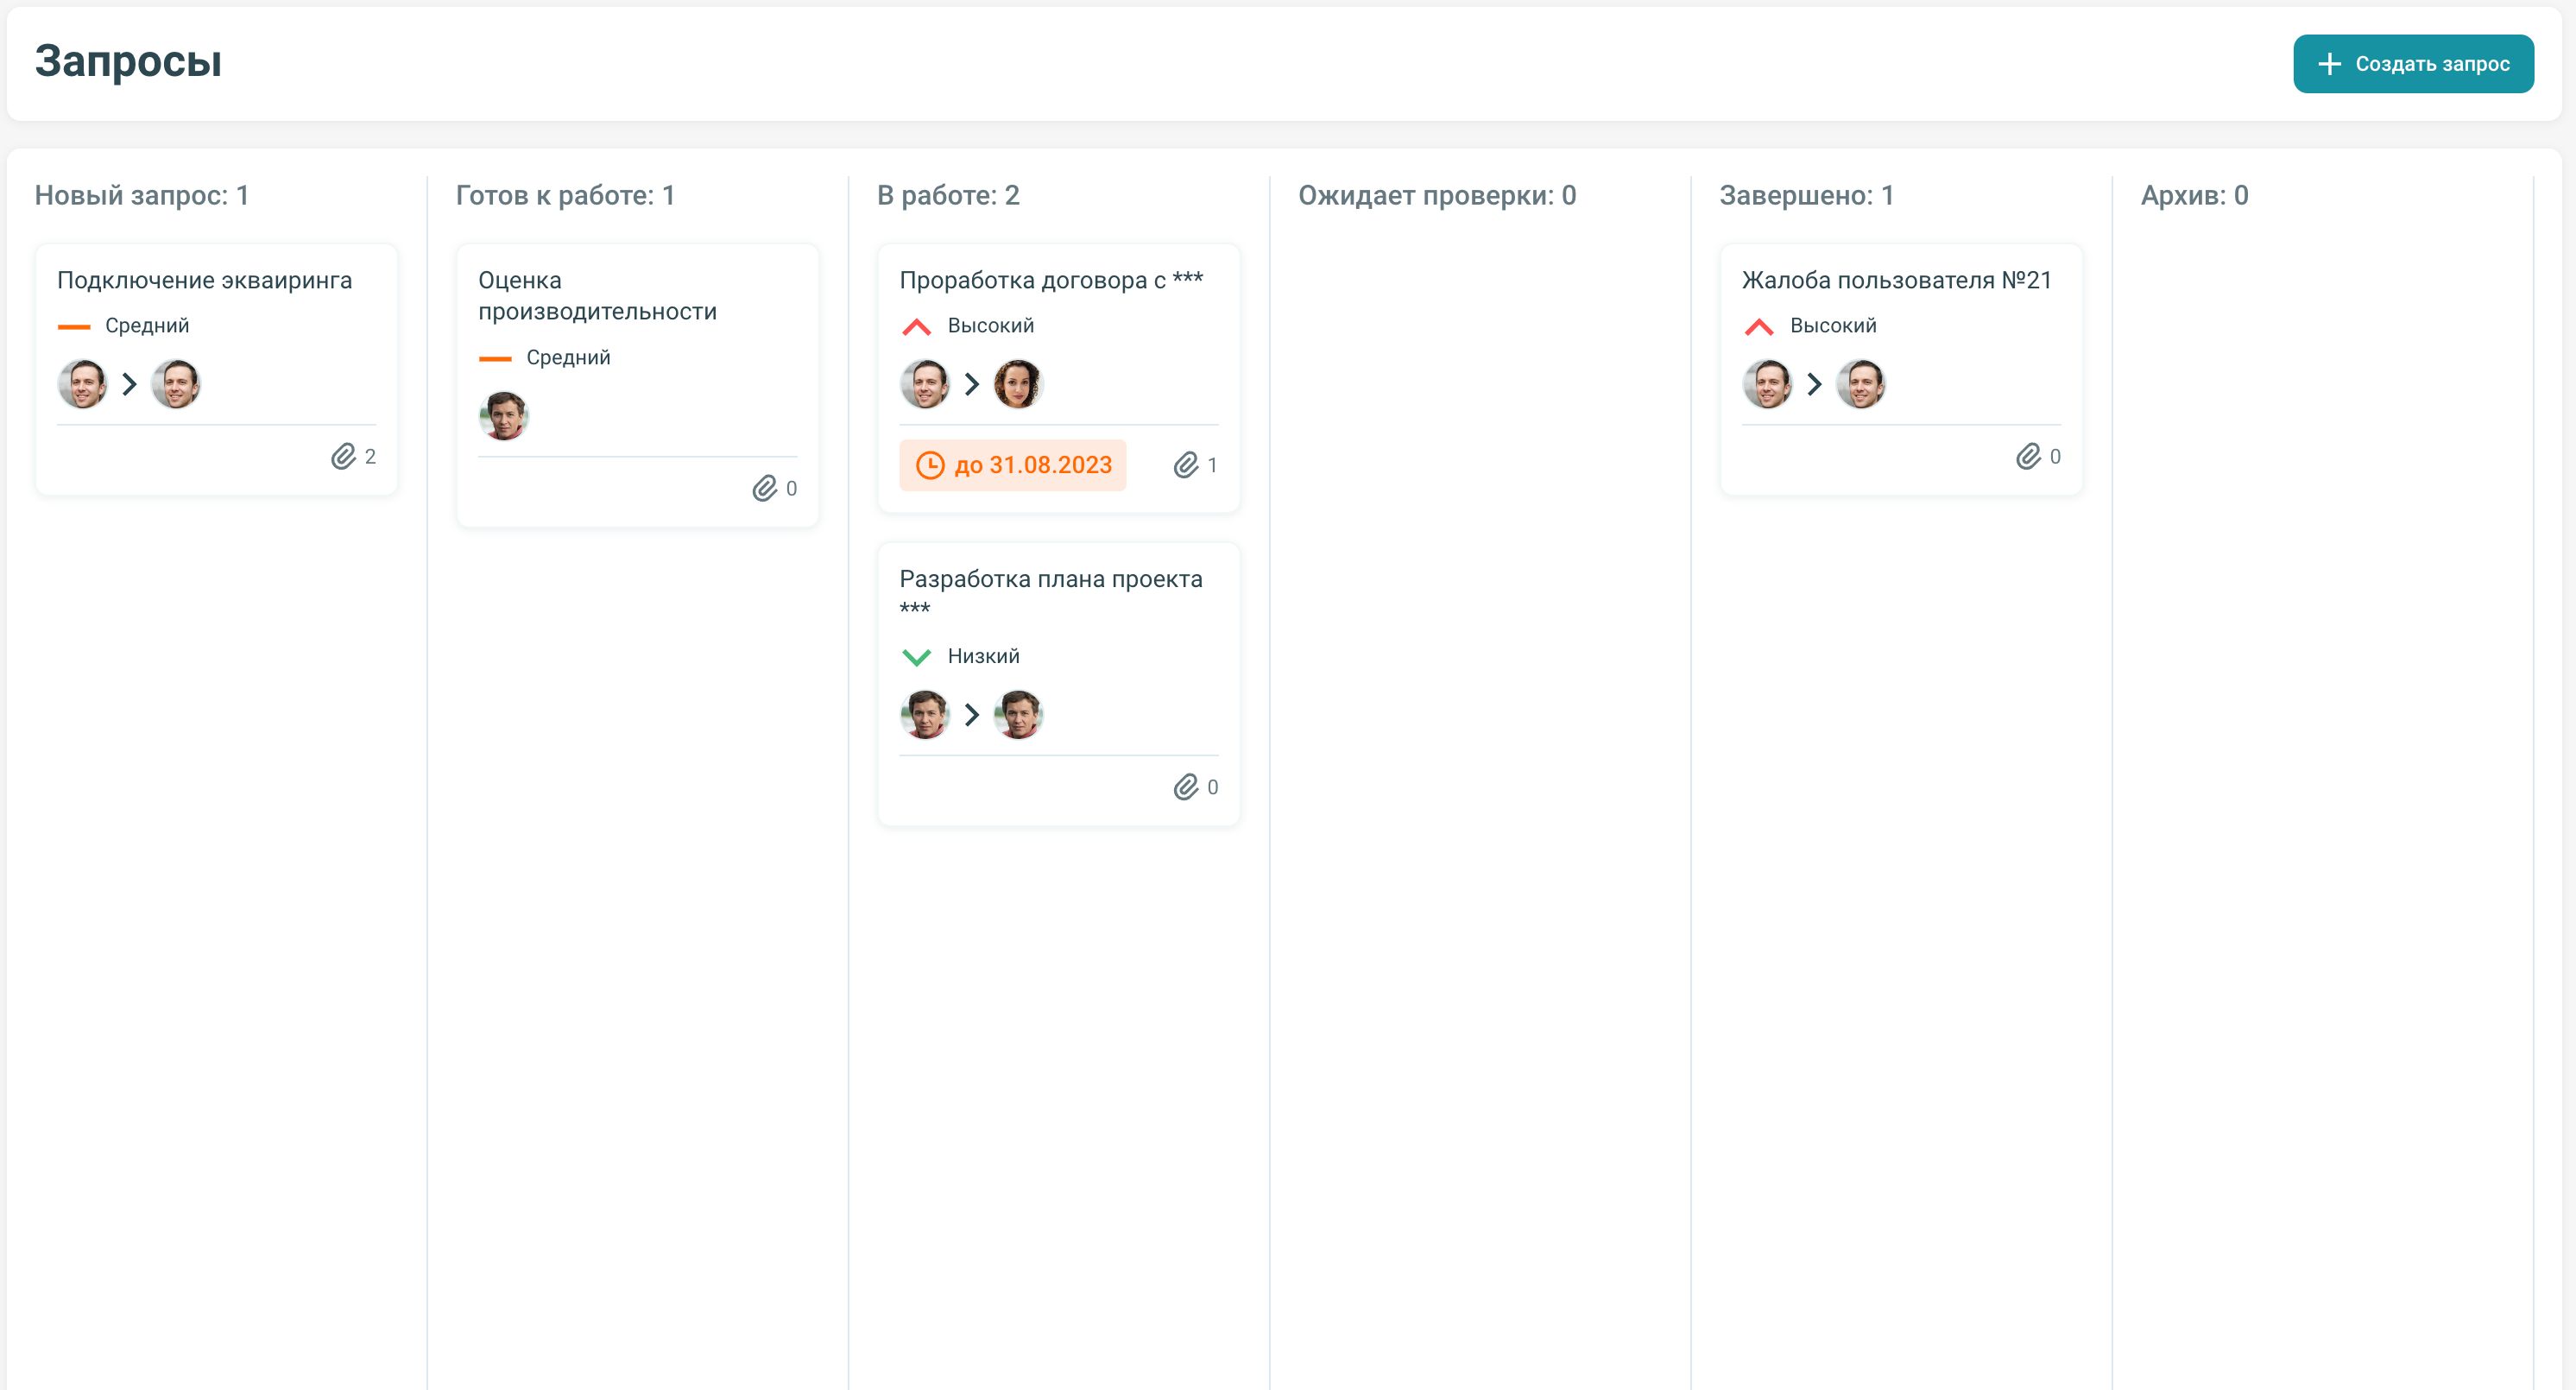 Запросы
Создать запрос
Новый запрос: 1
Подключение экваиринга
Средний
2
Готов к работе: 1
Оценка
производительности
Средний
0
В работе: 2
Проработка договора с ***
Высокий
до 31.08.2023
1
Разработка плана проекта
***
Низкий
0
Ожидает проверки: 0
Завершено: 1
Жалоба пользователя №21
Высокий
0
Архив: 0